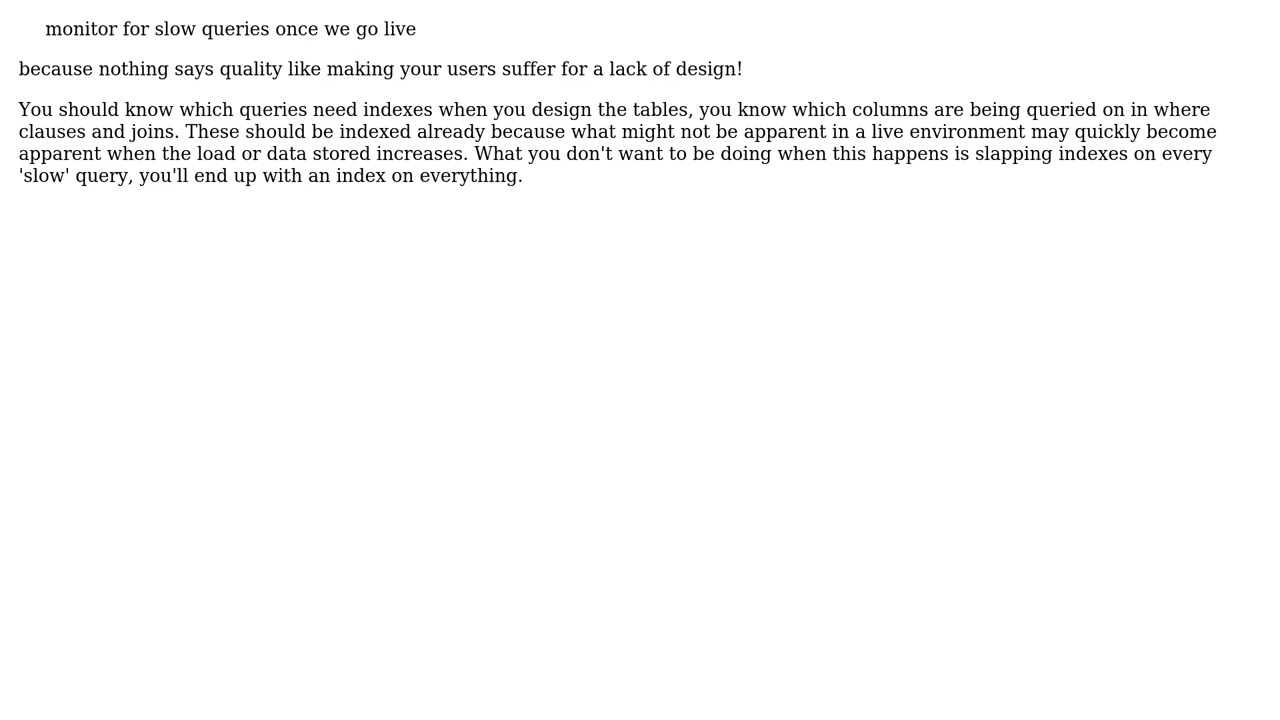 monitor for slow queries once we go live
because nothing says quality like making your users suffer for a lack of design!
You should know which queries need indexes when you design the tables, you know which columns are being queried on in where
clauses and joins. These should be indexed already because what might not be apparent in a live environment may quickly become
apparent when the load or data stored increases. What you don't want to be doing when this happens is slapping indexes on every
'slow' query, you'll end up with an index on everything.